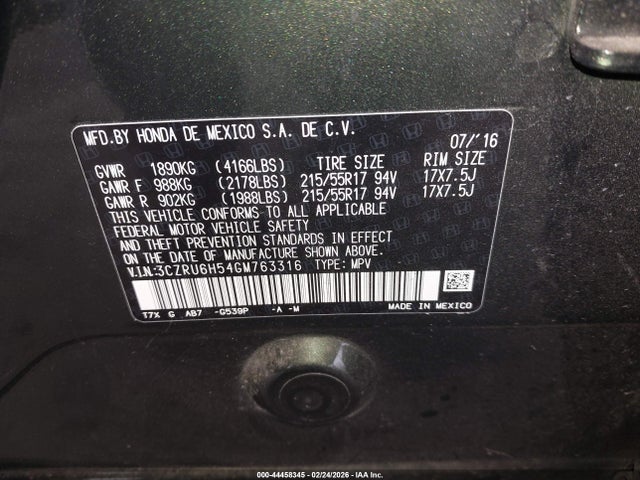 MFD.BY HONDA DE MEXICO S.A. DE C.V. 07/'16
GVWR 1890KG (4166LBS) TIRE SIZE RIM SIZE
GAWR F 988KG (2178LBS) 215/55R17 94V 17X7.5J
GAWR R 902KG (1988LBS) 215/55R17 94V 17X7.5J
THIS VEHICLE CONFORMS TO ALL APPLICABLE
FEDERAL MOTOR VEHICLE SAFETY
AND THEFT PREVENTION STANDARDS IN EFFECT
ON THE DATE OF MANUFACTURE SHOWN ABOVE.
V.I.N:3CZRU6H54GM763316 TYPE: MPV
T7X G AB7 -G539P -A -M MADE IN MEXICO
000-44458345 - 02/24/2026 - IAA Inc.